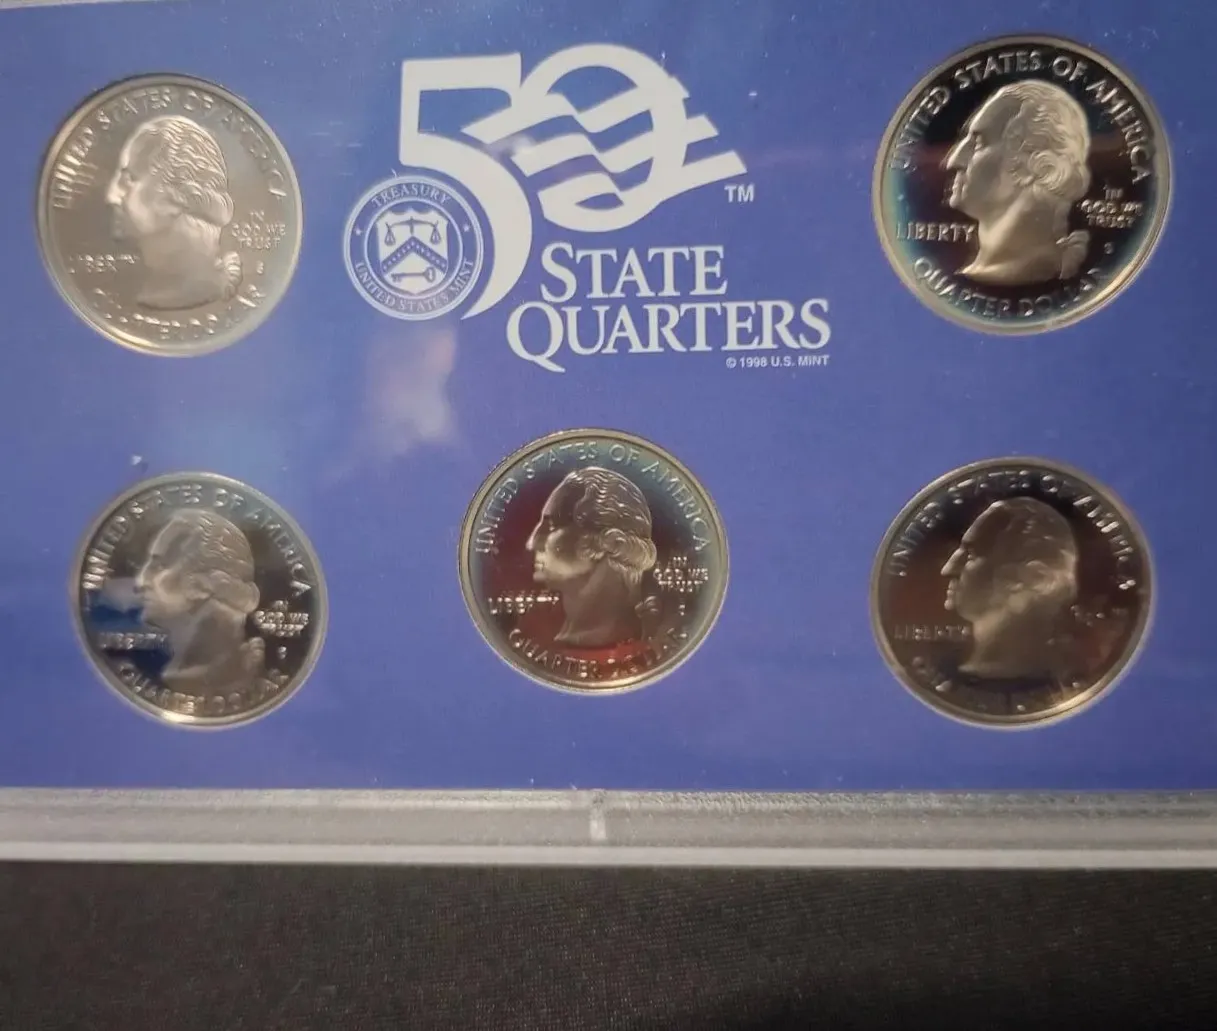 UNITED STATES OF AMERICA
IN
GOD WE
TRUST
LIBERTY
S
QUARTER DOLLAR
50
TM
TREASURY
UNITED STATES MINT
STATE
QUARTERS
© 1998 U.S. MINT
UNITED STATES OF AMERICA
IN
GOD WE
TRUST
LIBERTY
S
QUARTER DOLLAR
UNITED STATES OF AMERICA
IN
GOD WE
TRUST
LIBERTY
S
QUARTER DOLLAR
UNITED STATES OF AMERICA
IN
GOD WE
TRUST
LIBERTY
S
QUARTER DOLLAR
UNITED STATES OF AMERICA
LIBERTY